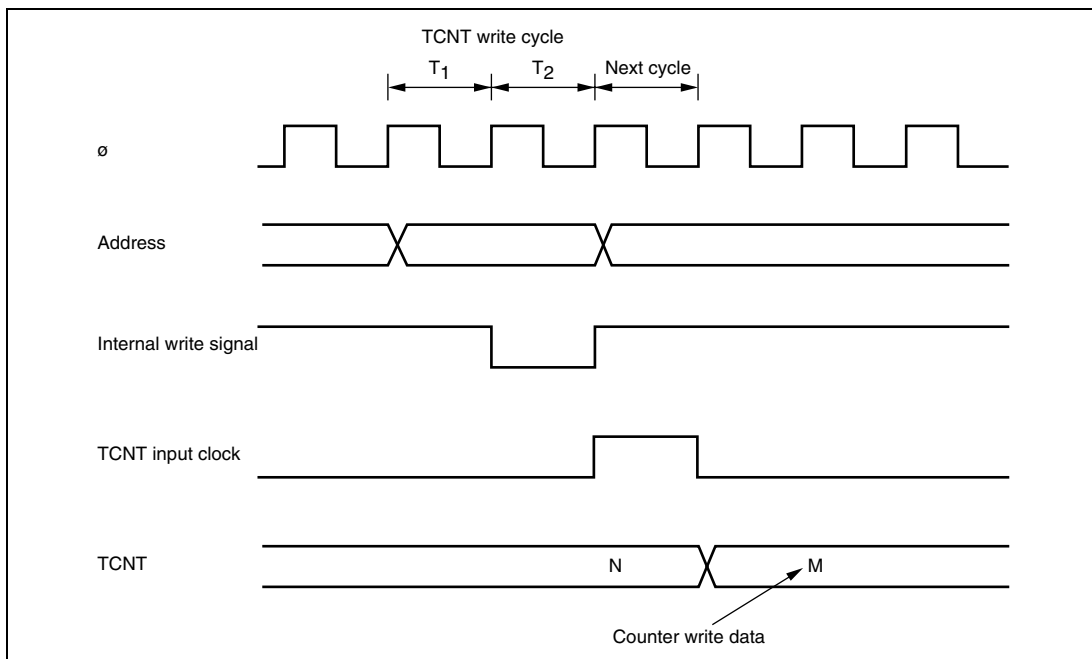 TCNT write cycle
T1 T2 Next cycle
ø
Address
Internal write signal
TCNT input clock
TCNT N M
Counter write data